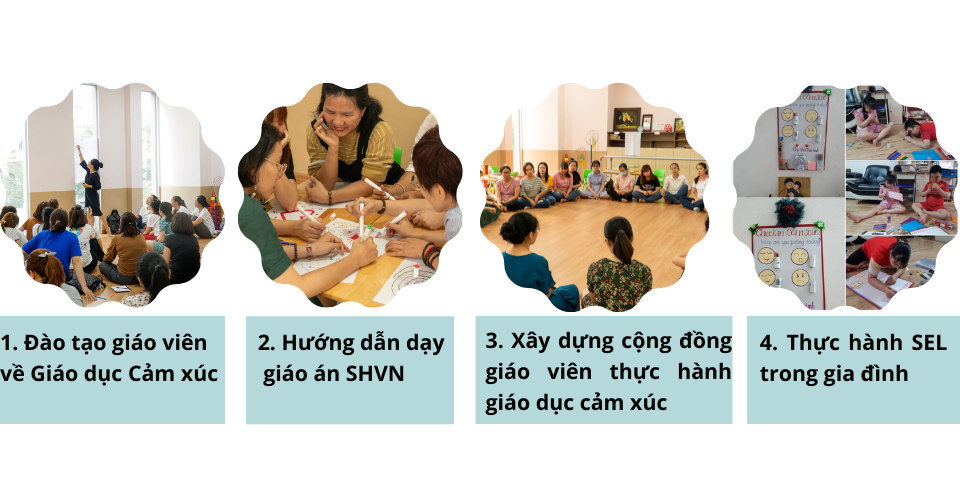 1. Đào tạo giáo viên
về Giáo dục Cảm xúc
2. Hướng dẫn dạy
giáo án SHVN
3. Xây dựng cộng đồng
giáo viên thực hành
giáo dục cảm xúc
4. Thực hành SEL
trong gia đình